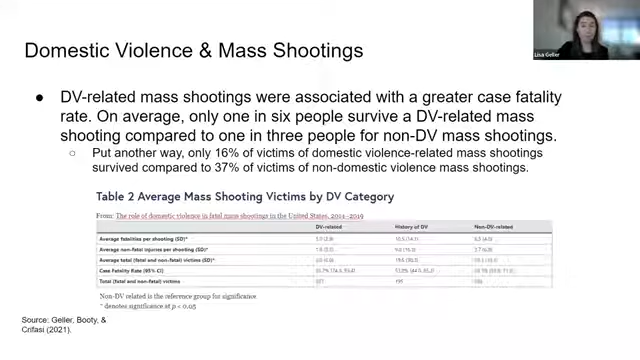 Lisa Geller
Domestic Violence & Mass Shootings
● DV-related mass shootings were associated with a greater case fatality
rate. On average, only one in six people survive a DV-related mass
shooting compared to one in three people for non-DV mass shootings.
○ Put another way, only 16% of victims of domestic violence-related mass shootings
survived compared to 37% of victims of non-domestic violence mass shootings.
Table 2 Average Mass Shooting Victims by DV Category
From: The role of domestic violence in fatal mass shootings in the United States, 2014–2019
DV-related History of DV Non-DV-related
Average fatalities per shooting (SD)*
Average non-fatal injuries per shooting (SD)*
Average total (fatal and non-fatal) victims (SD)*
Case Fatality Rate (95% CI)
Total (fatal and non-fatal) victims
Non-DV related is the reference group for significance.
* denotes significance at p < 0.05
Source: Geller, Booty, &
Crifasi (2021).